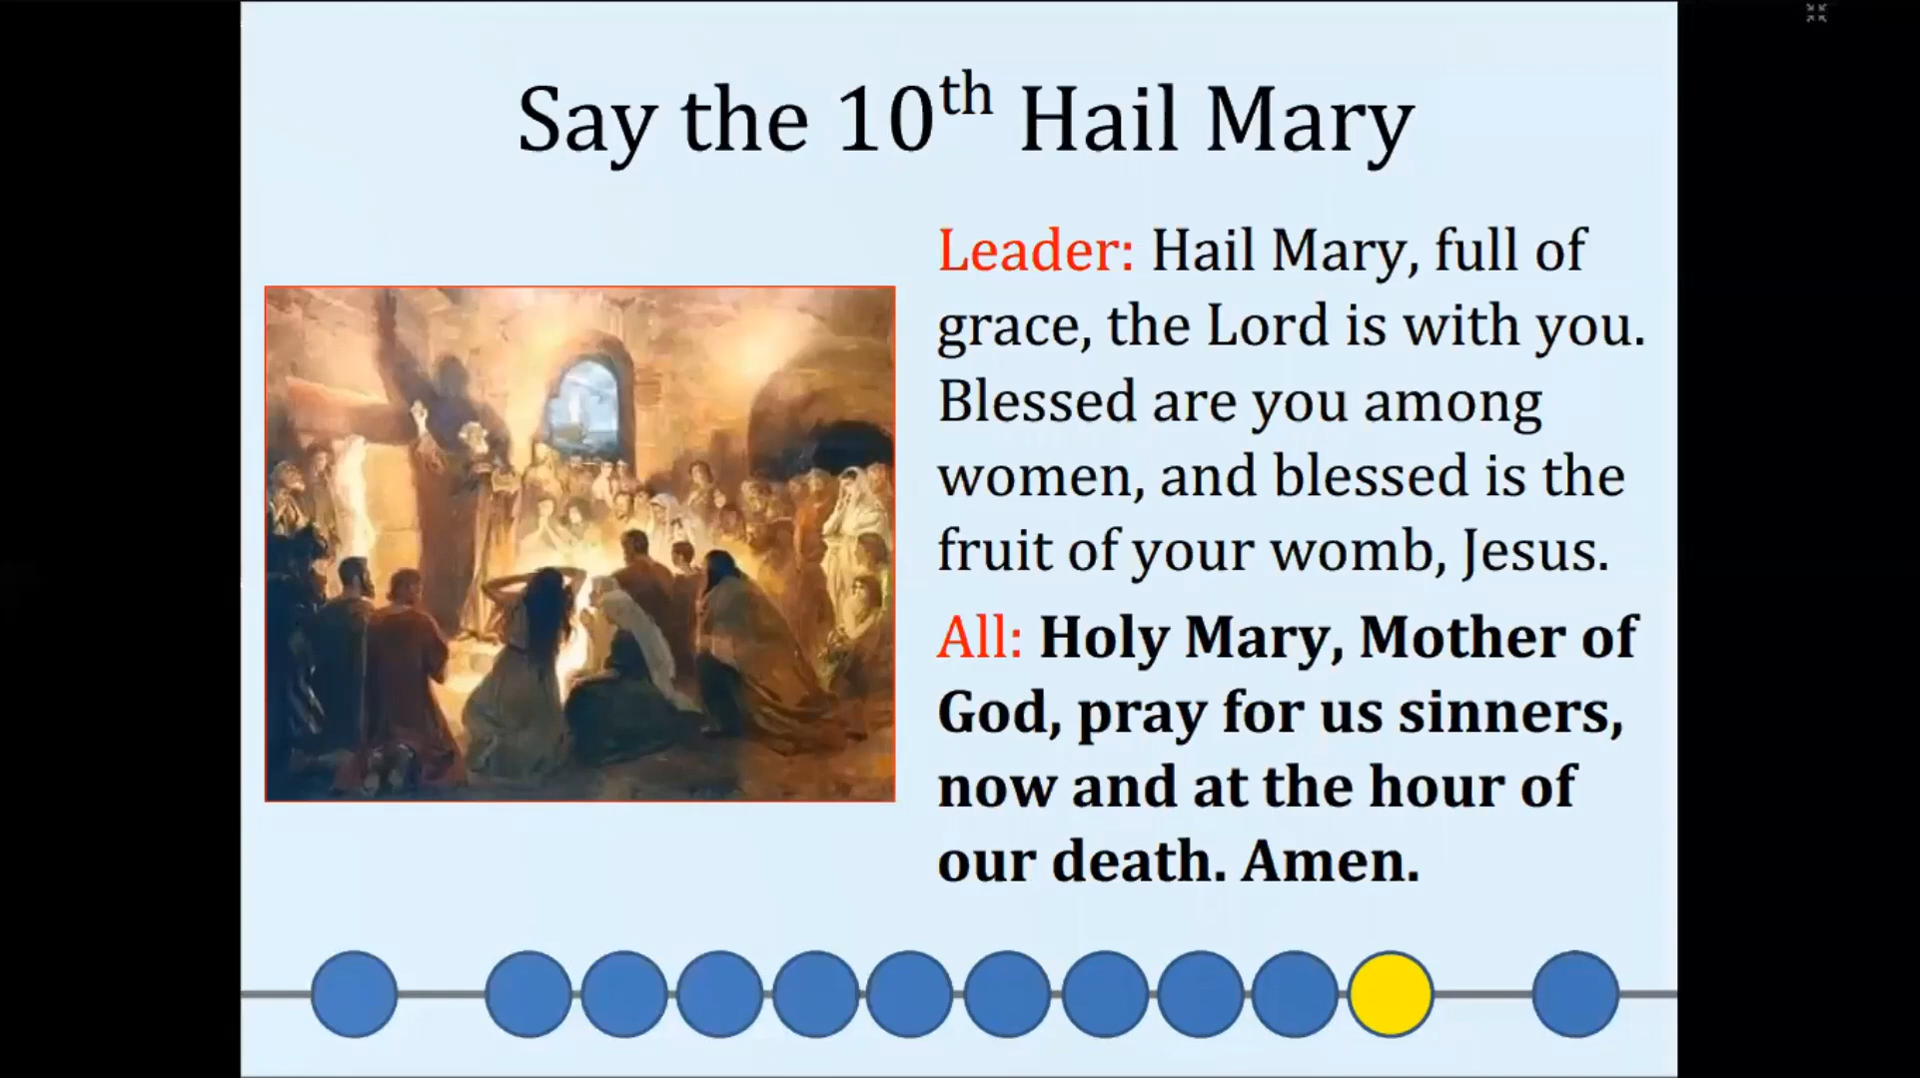 Say the 10th Hail Mary
Leader: Hail Mary, full of
grace, the Lord is with you.
Blessed are you among
women, and blessed is the
fruit of your womb, Jesus.
All: Holy Mary, Mother of
God, pray for us sinners,
now and at the hour of
our death. Amen.